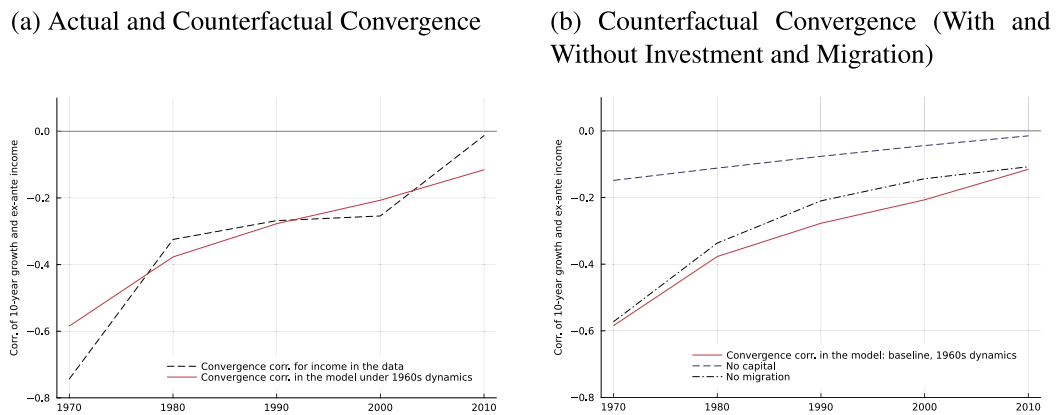 (a) Actual and Counterfactual Convergence
Corr. of 10-year growth and ex-ante income
0.0
−0.2
−0.4
−0.6
−0.8
Convergence corr. for income in the data
Convergence corr. in the model under 1960s dynamics
1970 1980 1990 2000 2010
(b) Counterfactual Convergence (With and
Without Investment and Migration)
Corr. of 10-year growth and ex-ante income
0.0
−0.2
−0.4
−0.6
−0.8
Convergence corr. in the model: baseline, 1960s dynamics
No capital
No migration
1970 1980 1990 2000 2010